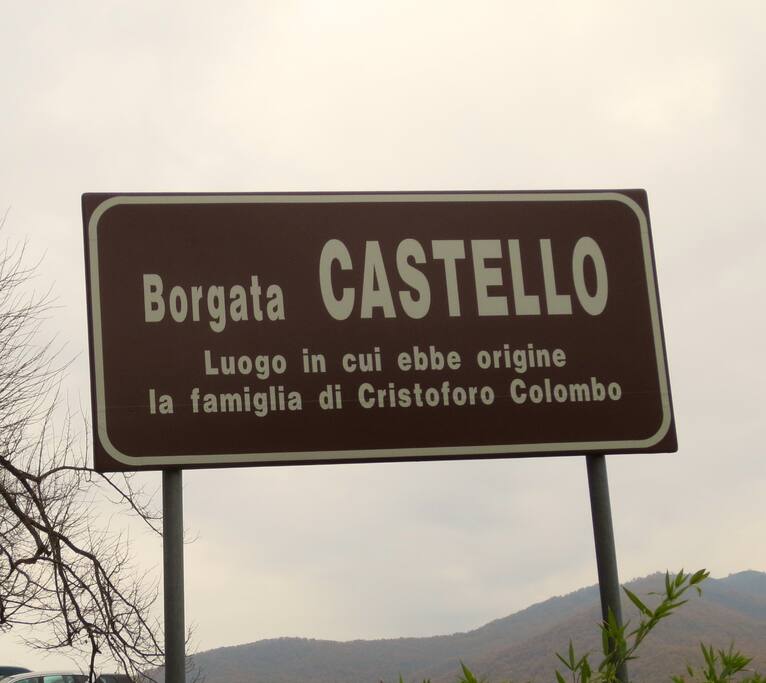 Borgata CASTELLO
Luogo in cui ebbe origine
la famiglia di Cristoforo Colombo